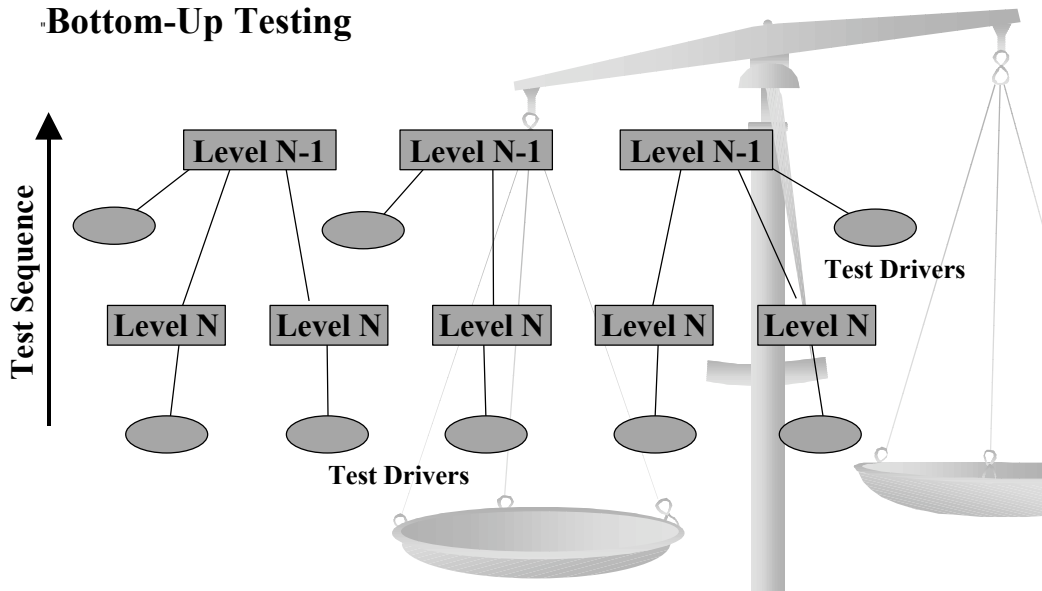 "Bottom-Up Testing
Test Sequence
Level N-1 Level N-1 Level N-1
Test Drivers
Level N Level N Level N Level N Level N
Test Drivers